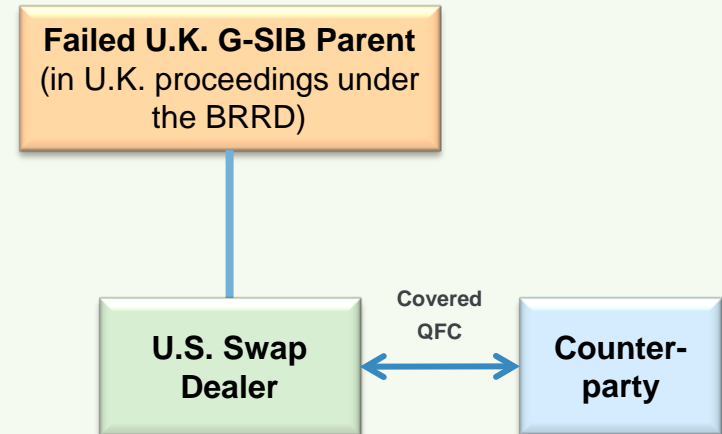 Failed U.K. G-SIB Parent
(in U.K. proceedings under
the BRRD)
U.S. Swap
Dealer
Covered
QFC
Counter-
party